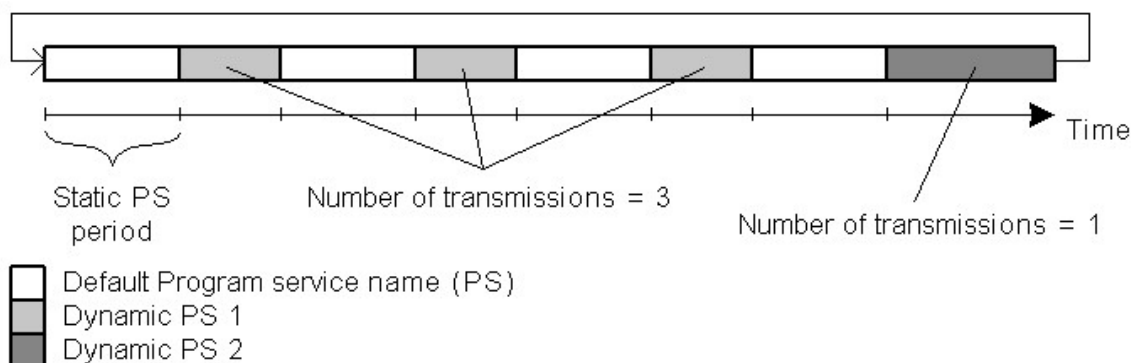 Time
Static PS
period
Number of transmissions = 3
Number of transmissions = 1
Default Program service name (PS)
Dynamic PS 1
Dynamic PS 2